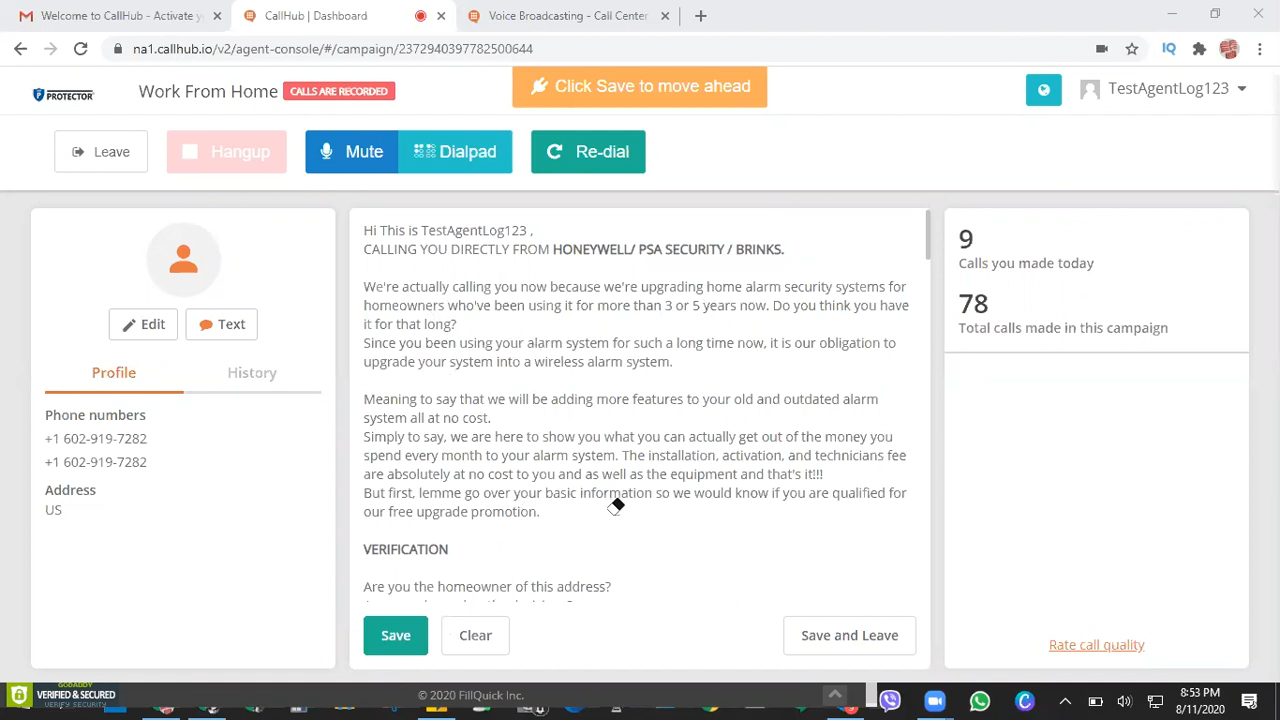 Welcome to CallHub - Activate y
CallHub | Dashboard
Voice Broadcasting - Call Center
na1.callhub.io/v2/agent-console/#/campaign/2372940397782500644
IQ
PROTECTOR
Work From Home
CALLS ARE RECORDED
Click Save to move ahead
TestAgentLog123
Leave
Hangup
Mute
Dialpad
Re-dial
Edit
Text
Profile
History
Phone numbers
+1 602-919-7282
+1 602-919-7282
Address
US
Hi This is TestAgentLog123 ,
CALLING YOU DIRECTLY FROM HONEYWELL/ PSA SECURITY / BRINKS.
We're actually calling you now because we're upgrading home alarm security systems for
homeowners who've been using it for more than 3 or 5 years now. Do you think you have
it for that long?
Since you been using your alarm system for such a long time now, it is our obligation to
upgrade your system into a wireless alarm system.
Meaning to say that we will be adding more features to your old and outdated alarm
system all at no cost.
Simply to say, we are here to show you what you can actually get out of the money you
spend every month to your alarm system. The installation, activation, and technicians fee
are absolutely at no cost to you and as well as the equipment and that's it!!!
But first, lemme go over your basic information so we would know if you are qualified for
our free upgrade promotion.
VERIFICATION
Are you the homeowner of this address?
Save
Clear
Save and Leave
9
Calls you made today
78
Total calls made in this campaign
Rate call quality
GODADDY
VERIFIED & SECURED
VERIFY SECURITY
© 2020 FillQuick Inc.
8:53 PM
8/11/2020